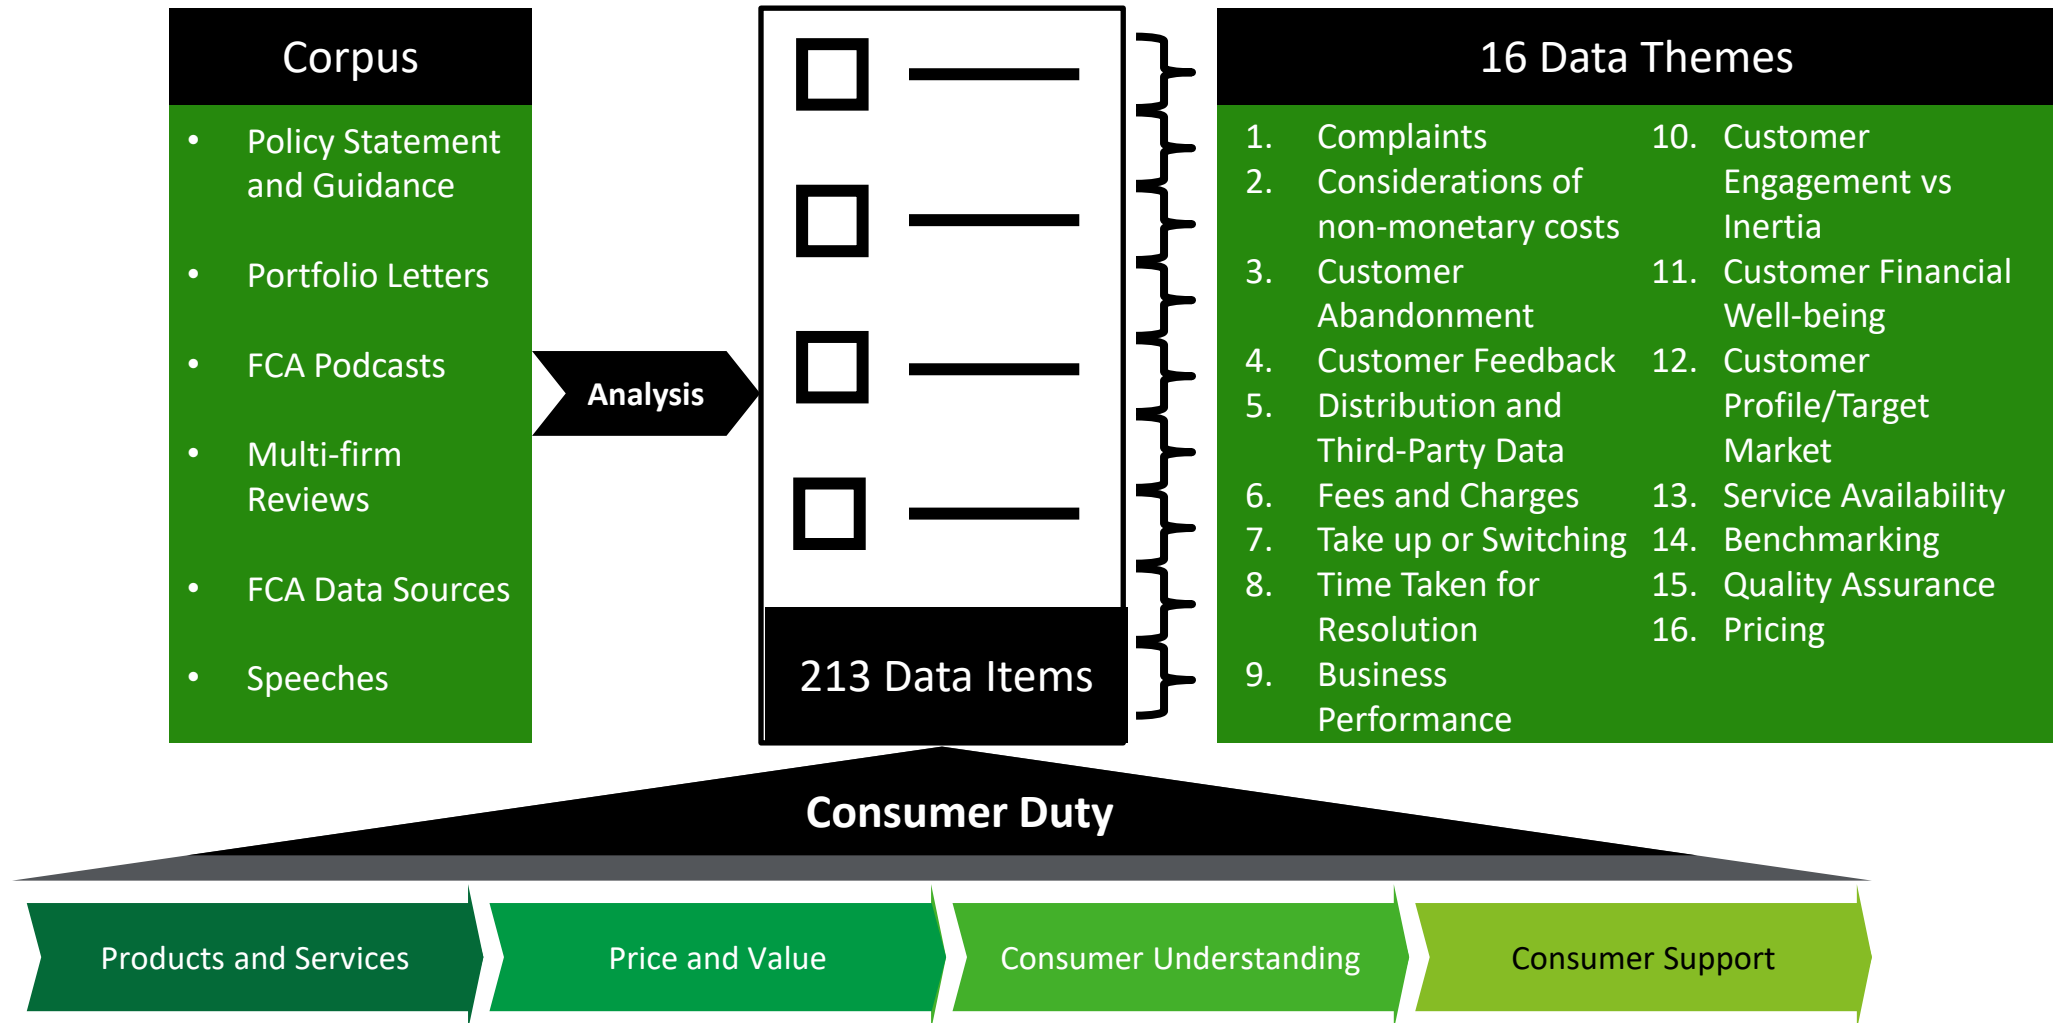 Corpus
• Policy Statement
and Guidance
• Portfolio Letters
• FCA Podcasts
• Multi-firm
Reviews
• FCA Data Sources
• Speeches
Analysis
213 Data Items
16 Data Themes
1. Complaints
2. Considerations of
non-monetary costs
3. Customer
Abandonment
4. Customer Feedback
5. Distribution and
Third-Party Data
6. Fees and Charges
7. Take up or Switching
8. Time Taken for
Resolution
9. Business
Performance
10. Customer
Engagement vs
Inertia
11. Customer Financial
Well-being
12. Customer
Profile/Target
Market
13. Service Availability
14. Benchmarking
15. Quality Assurance
16. Pricing
Consumer Duty
Products and Services
Price and Value
Consumer Understanding
Consumer Support